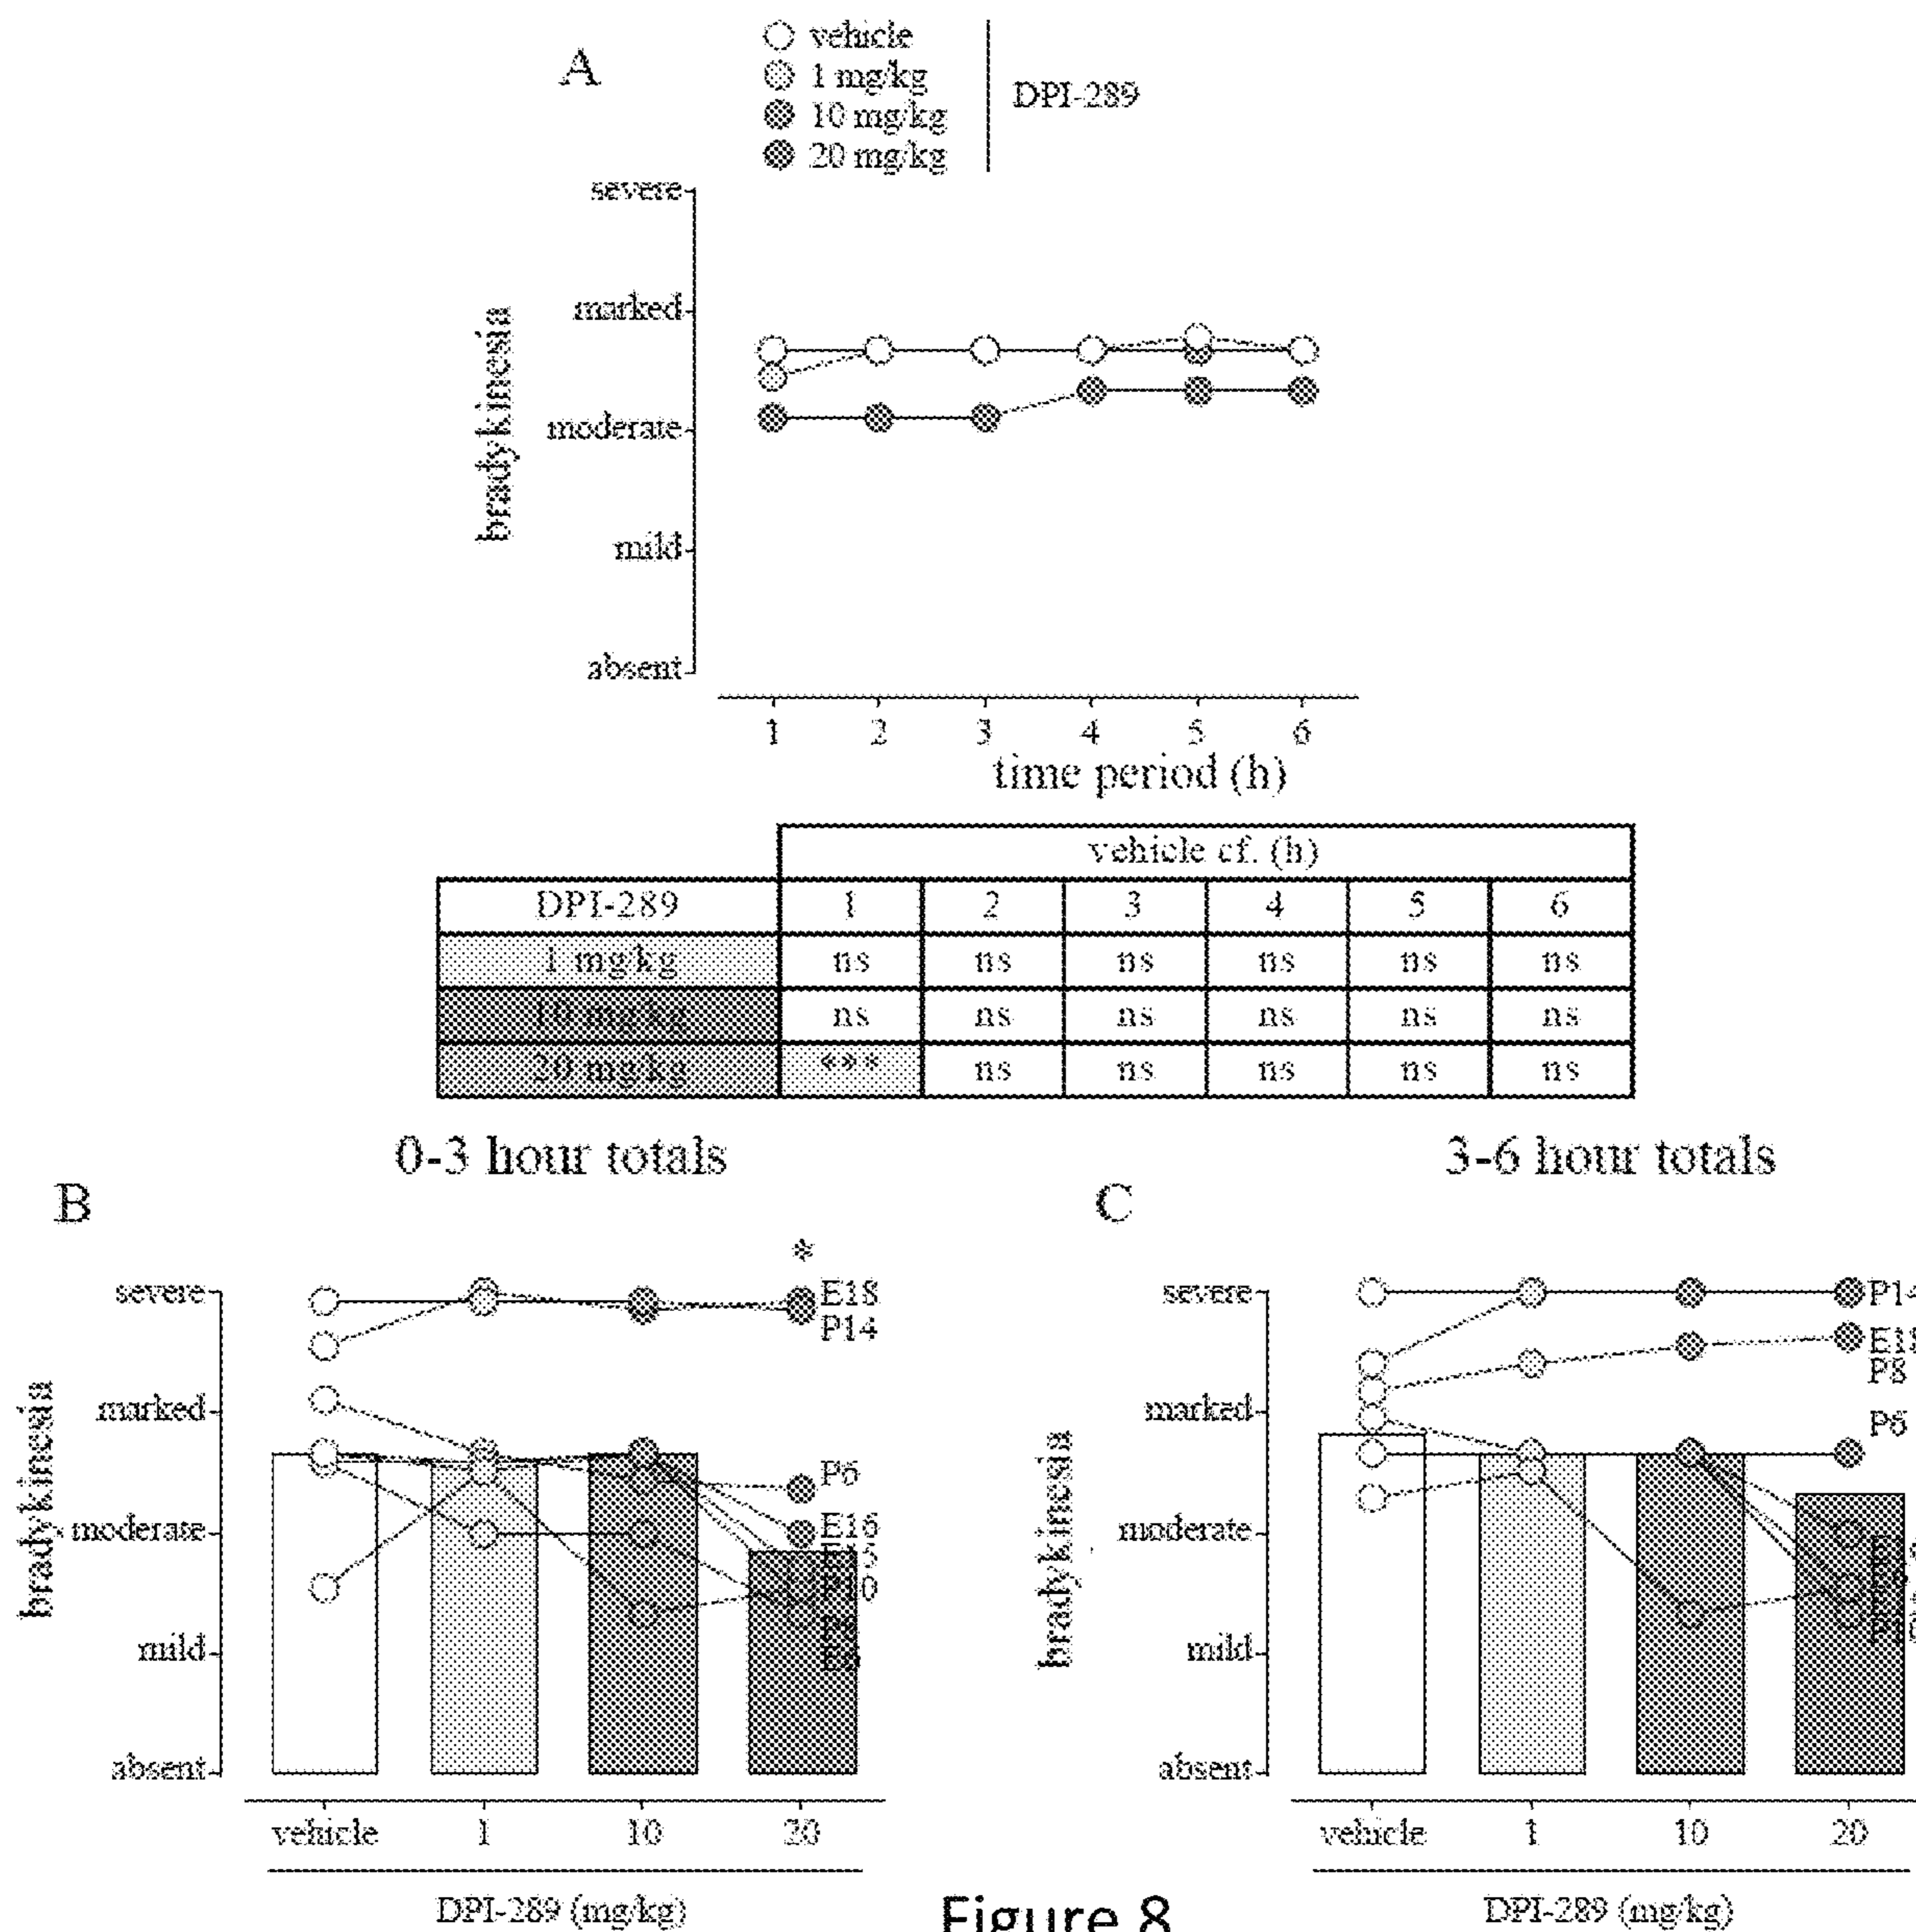 A
vehicle
1 mg/kg
10 mg/kg
20 mg/kg
DPI-289
severe
marked
moderate
mild
absent
bradykinesia
1 2 3 4 5 6
time period (h)
vehicle cf. (h)
DPI-289 1 2 3 4 5 6
1 mg/kg ns ns ns ns ns ns
10 mg/kg ns ns ns ns ns ns
20 mg/kg *** ns ns ns ns ns
0-3 hour totals
B
*
severe
marked
moderate
mild
absent
bradykinesia
E18
P14
P6
E16
vehicle 1 10 20
DPI-289 (mg/kg)
3-6 hour totals
C
severe
marked
moderate
mild
absent
bradykinesia
P14
E18
P8
P6
vehicle 1 10 20
DPI-289 (mg/kg)
Figure 8